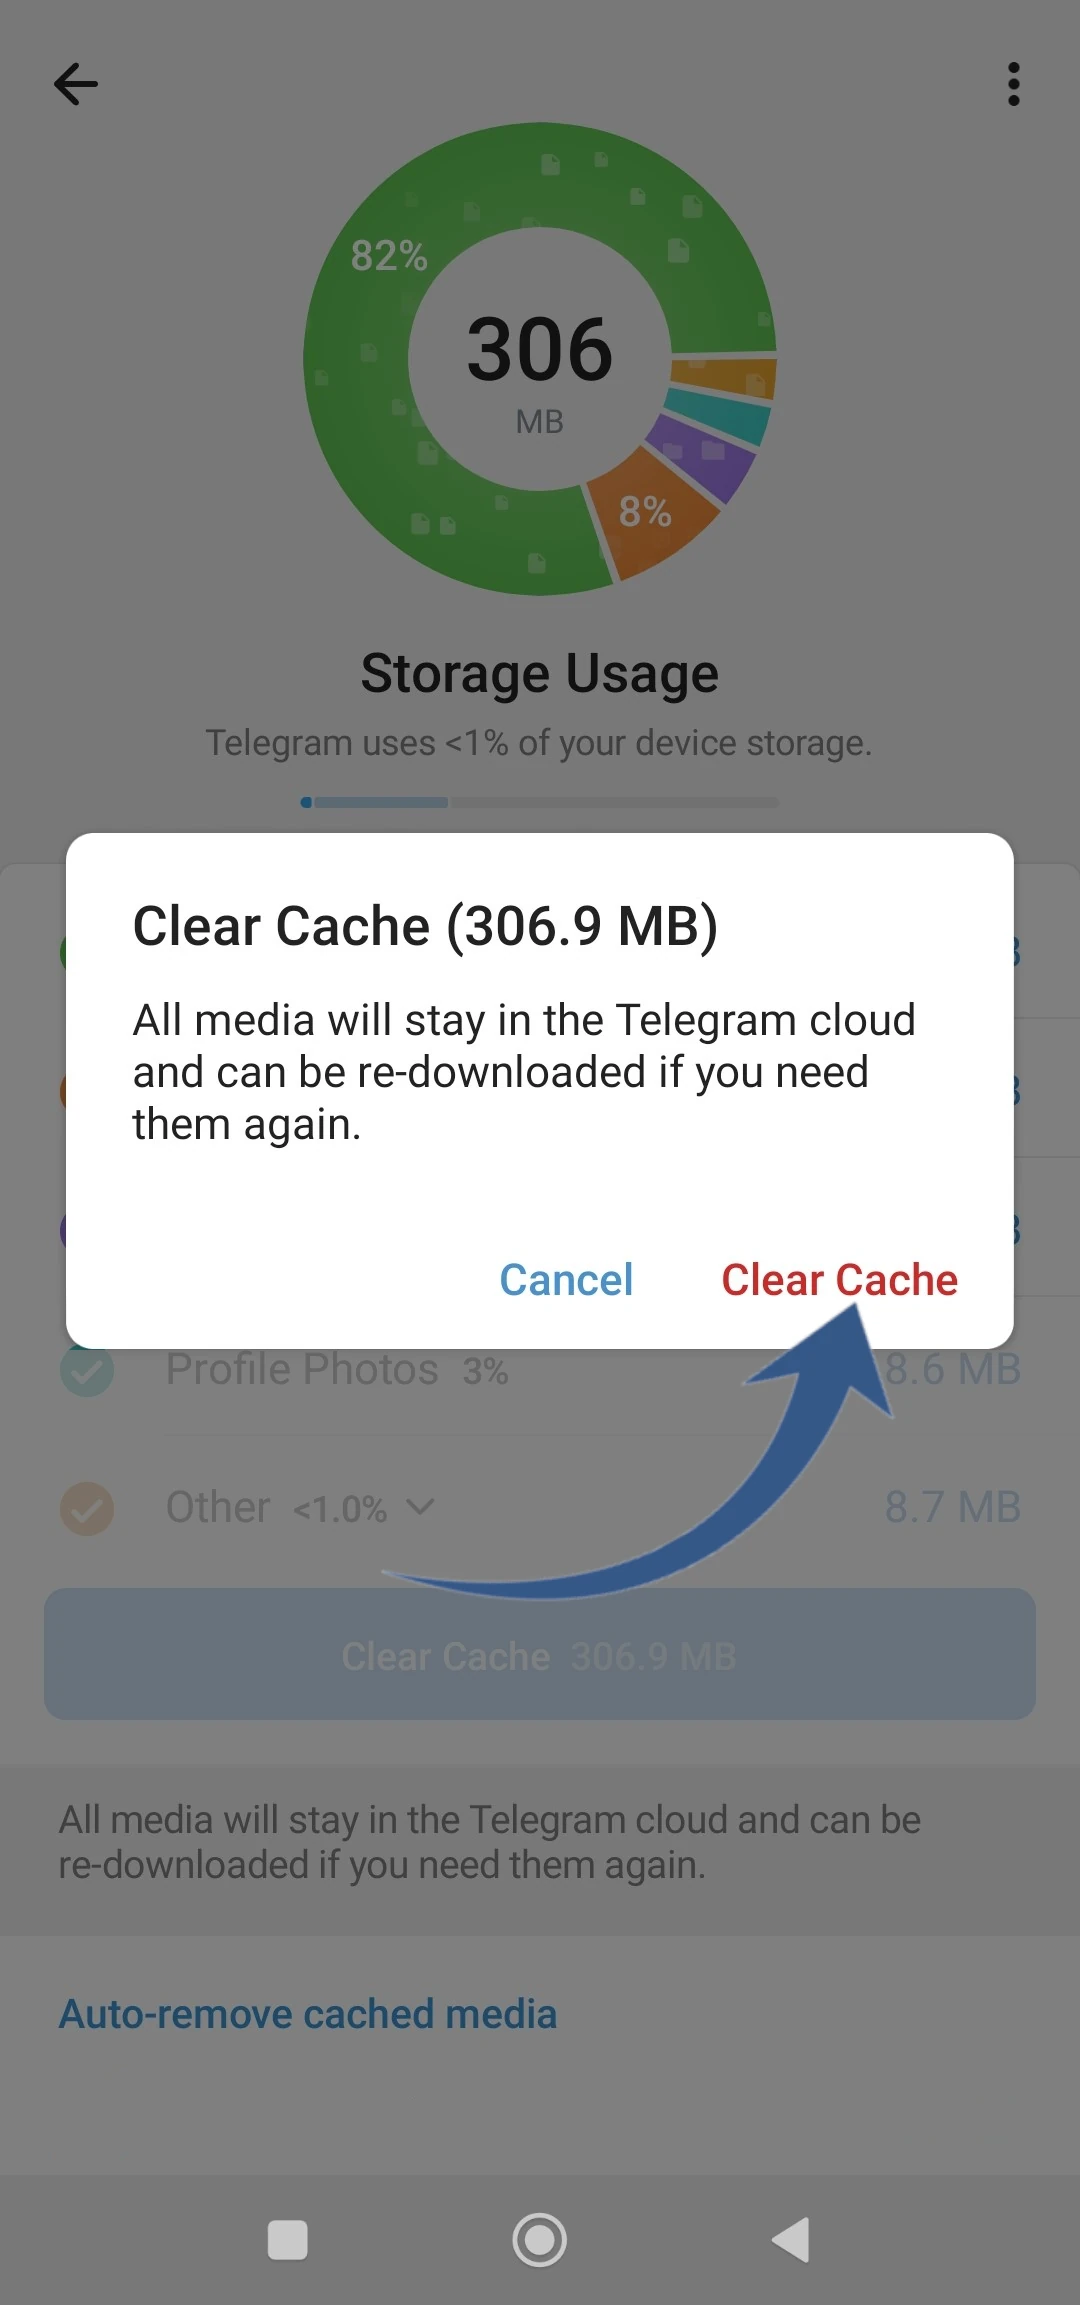 82%
306
MB
8%
Storage Usage
Telegram uses <1% of your device storage.
Clear Cache (306.9 MB)
All media will stay in the Telegram cloud
and can be re-downloaded if you need
them again.
Cancel Clear Cache
Profile Photos 3% 8.6 MB
Other <1.0% 8.7 MB
Clear Cache 306.9 MB
All media will stay in the Telegram cloud and can be
re-downloaded if you need them again.
Auto-remove cached media